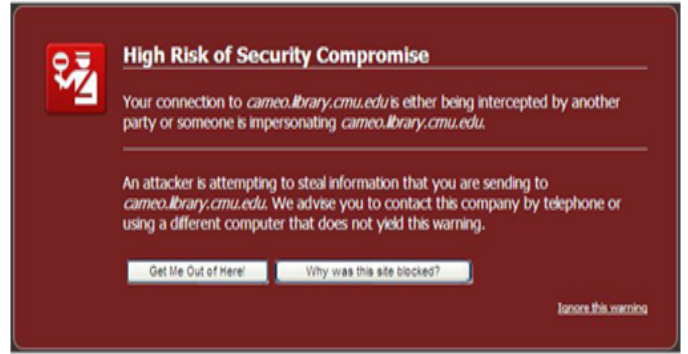 High Risk of Security Compromise
Your connection to cameo.library.cmu.edu is either being intercepted by another
party or someone is impersonating cameo.library.cmu.edu.
An attacker is attempting to steal information that you are sending to
cameo.library.cmu.edu. We advise you to contact this company by telephone or
using a different computer that does not yield this warning.
Get Me Out of Here!
Why was this site blocked?
Ignore this warning